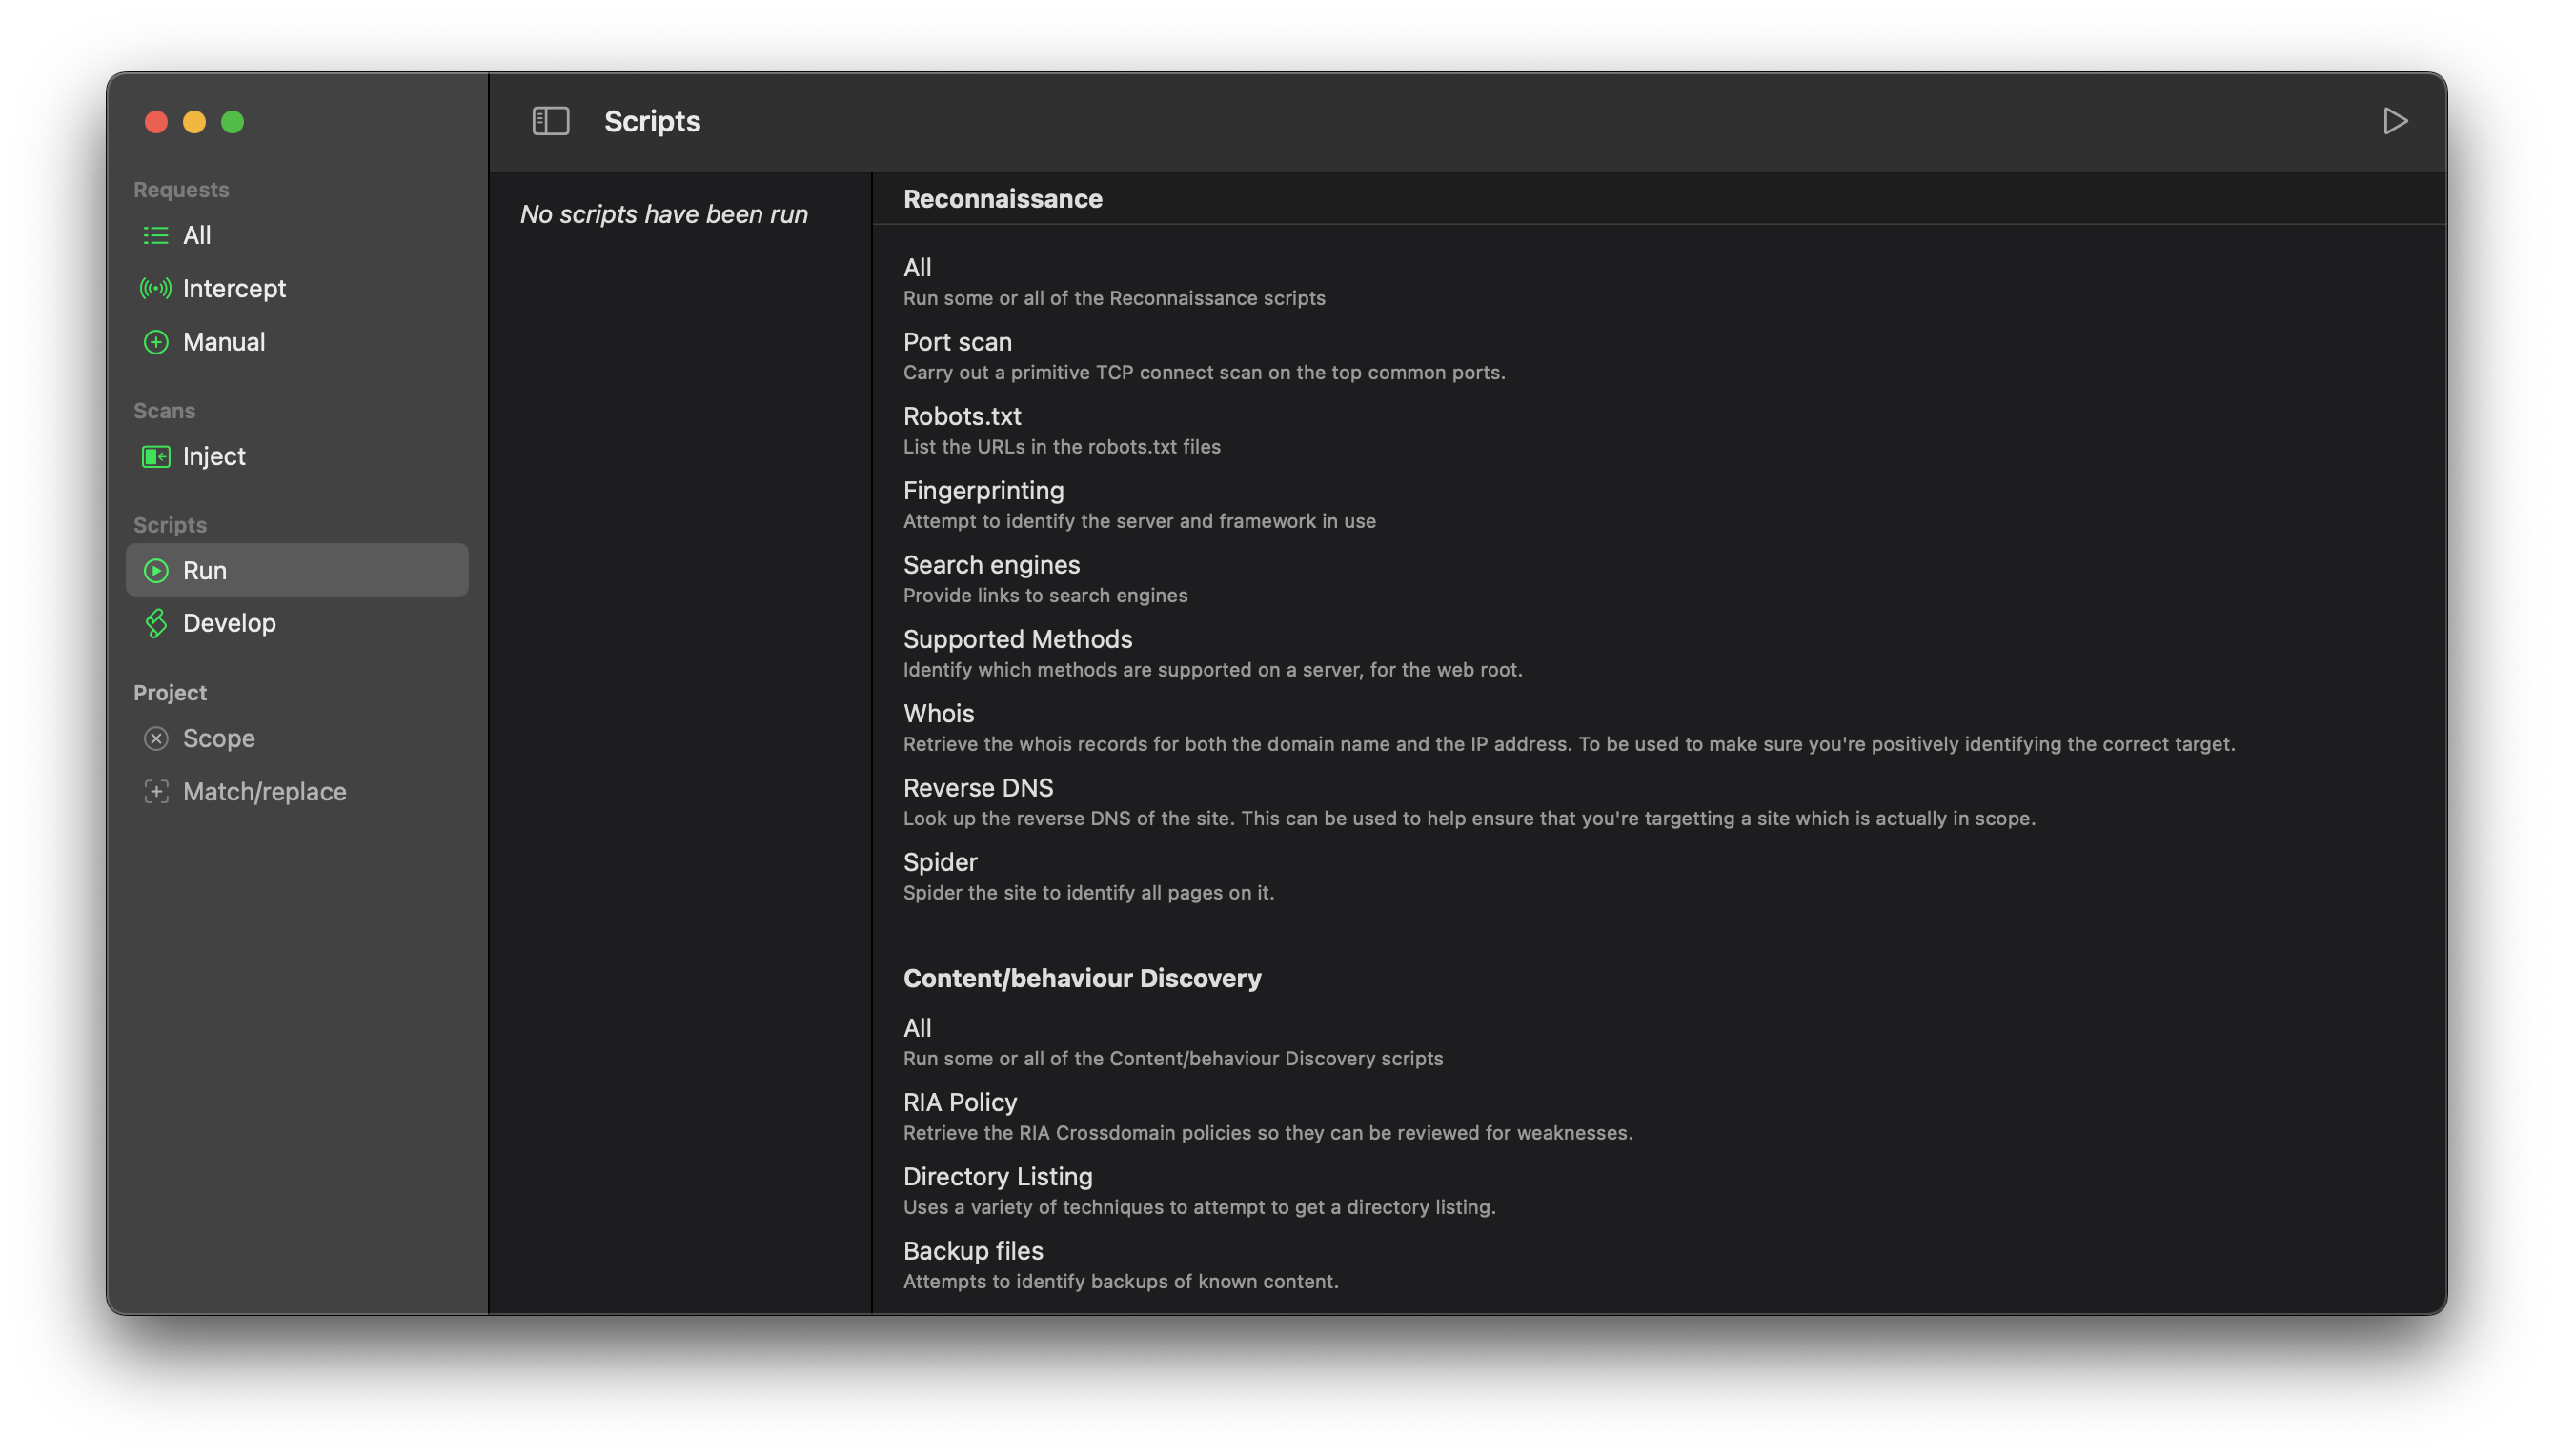 Requests
All
Intercept
Manual
Scans
Inject
Scripts
Run
Develop
Project
Scope
Match/replace
Scripts
No scripts have been run
Reconnaissance
All
Run some or all of the Reconnaissance scripts
Port scan
Carry out a primitive TCP connect scan on the top common ports.
Robots.txt
List the URLs in the robots.txt files
Fingerprinting
Attempt to identify the server and framework in use
Search engines
Provide links to search engines
Supported Methods
Identify which methods are supported on a server, for the web root.
Whois
Retrieve the whois records for both the domain name and the IP address. To be used to make sure you're positively identifying the correct target.
Reverse DNS
Look up the reverse DNS of the site. This can be used to help ensure that you're targetting a site which is actually in scope.
Spider
Spider the site to identify all pages on it.
Content/behaviour Discovery
All
Run some or all of the Content/behaviour Discovery scripts
RIA Policy
Retrieve the RIA Crossdomain policies so they can be reviewed for weaknesses.
Directory Listing
Uses a variety of techniques to attempt to get a directory listing.
Backup files
Attempts to identify backups of known content.